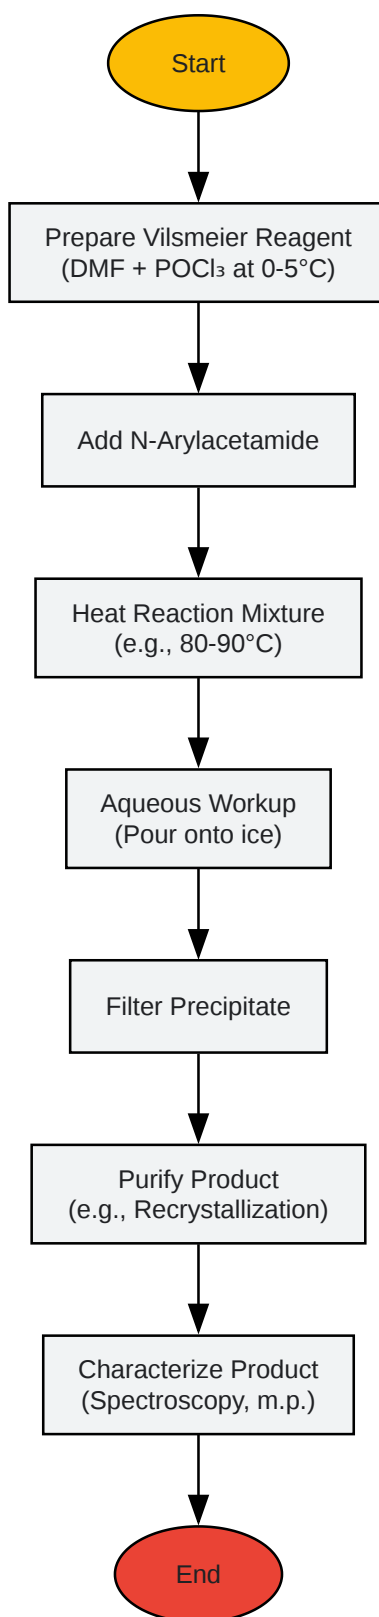 Start
Prepare Vilsmeier Reagent
(DMF + POCl₃ at 0-5°C)
Add N-Arylacetamide
Heat Reaction Mixture
(e.g., 80-90°C)
Aqueous Workup
(Pour onto ice)
Filter Precipitate
Purify Product
(e.g., Recrystallization)
Characterize Product
(Spectroscopy, m.p.)
End